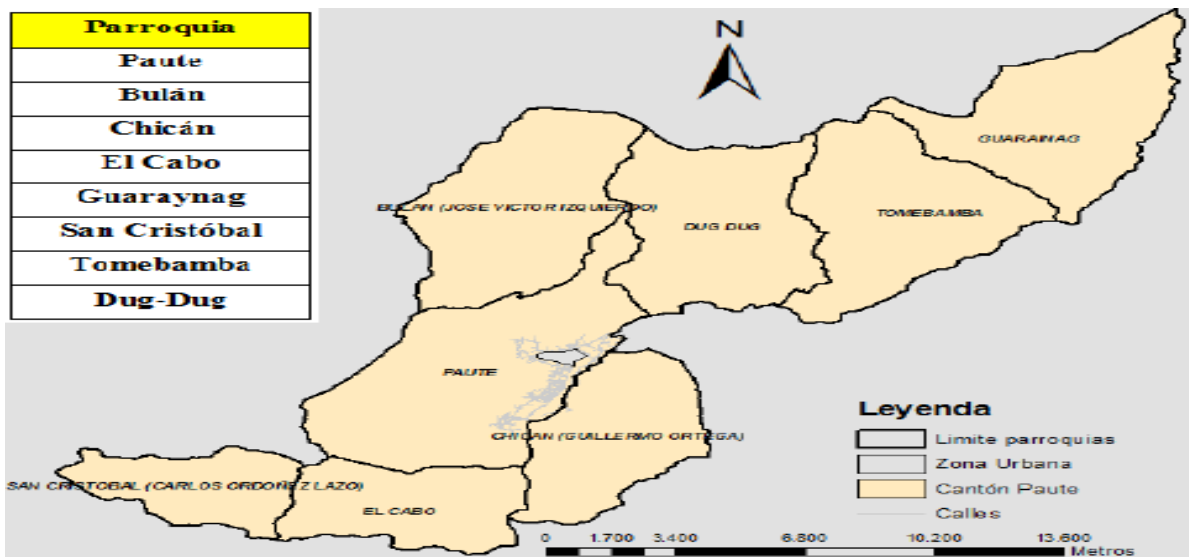 Parroquia
Paute
Bulán
Chicán
El Cabo
Guaraynag
San Cristóbal
Tomebamba
Dug-Dug
N
GUARAINAG
BULAN (JOSE VICTOR IZQUIERDO)
TOMEBAMBA
DUG DUG
PAUTE
CHICAN (GUILLERMO ORTEGA)
SAN CRISTOBAL (CARLOS ORDOÑEZ LAZO)
EL CABO
Leyenda
Limite parroquias
Zona Urbana
Cantón Paute
Calles
0 1.700 3.400 6.800 10.200 13.600
Metros